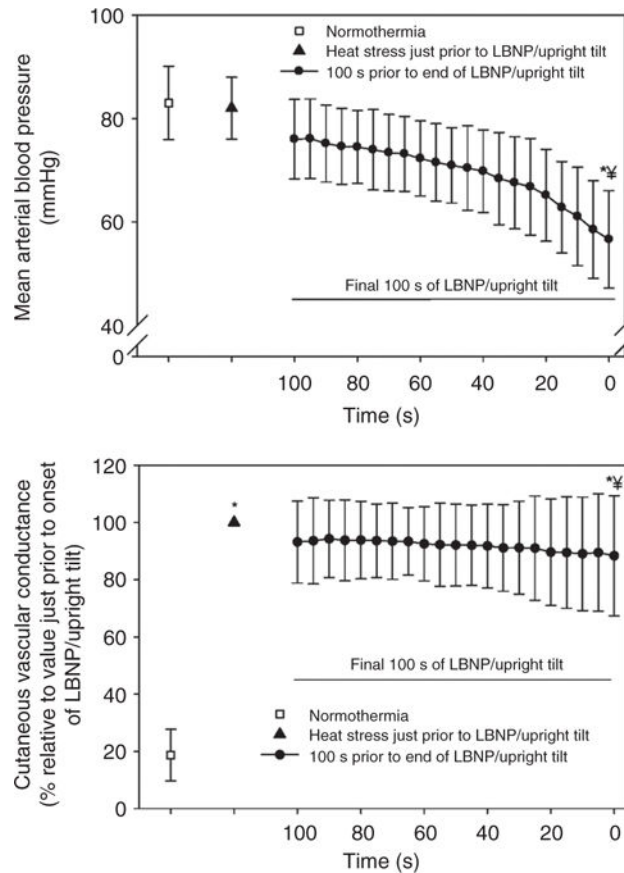 Mean arterial blood pressure
(mmHg)
100
80
60
40
0
Normothermia
Heat stress just prior to LBNP/upright tilt
100 s prior to end of LBNP/upright tilt
*¥
Final 100 s of LBNP/upright tilt
100 80 60 40 20 0
Time (s)
Cutaneous vascular conductance
(% relative to value just prior to onset
of LBNP/upright tilt)
120
100
80
60
40
20
0
*
*¥
Final 100 s of LBNP/upright tilt
Normothermia
Heat stress just prior to LBNP/upright tilt
100 s prior to end of LBNP/upright tilt
100 80 60 40 20 0
Time (s)